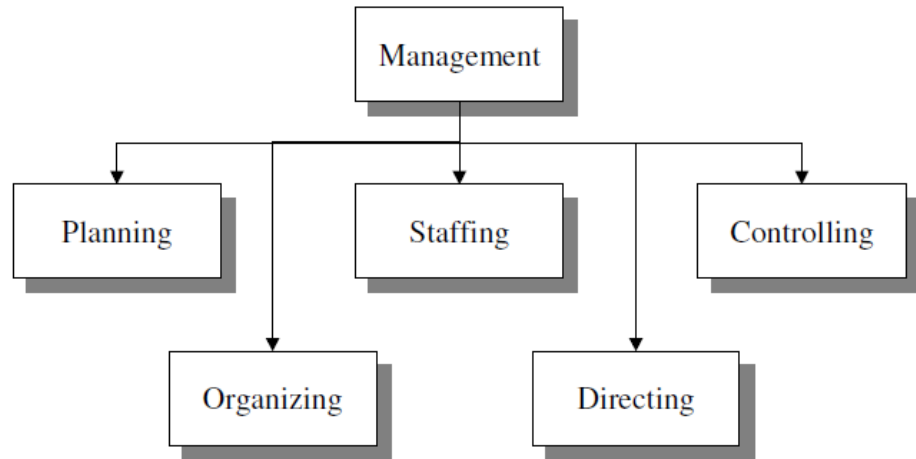 Management
Planning
Staffing
Controlling
Organizing
Directing